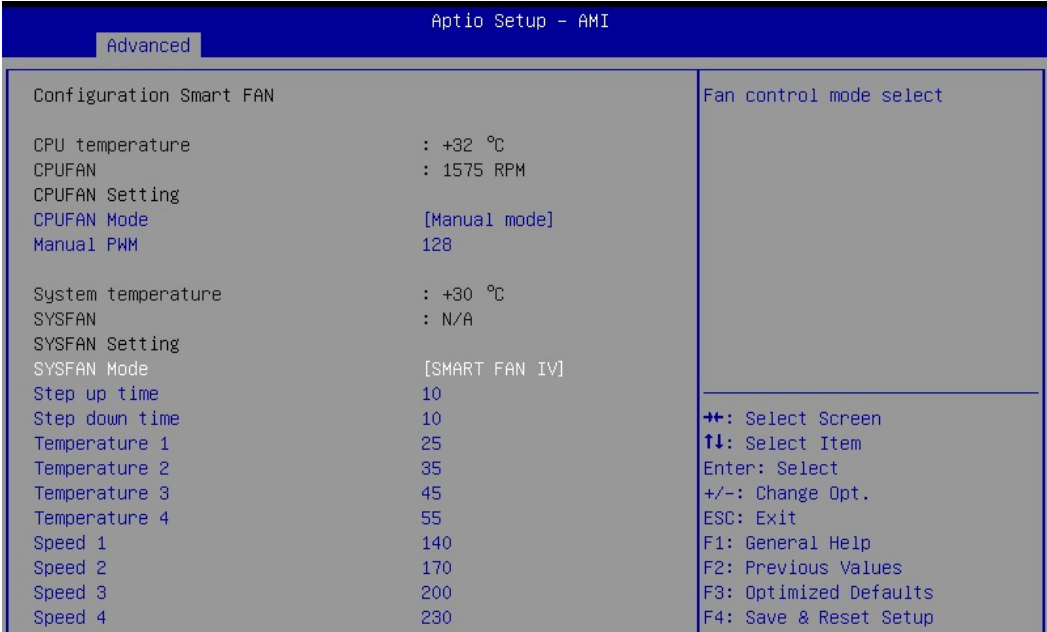 Aptio Setup - AMI
Advanced
Configuration Smart FAN
CPU temperature : +32 °C
CPUFAN : 1575 RPM
CPUFAN Setting
CPUFAN Mode [Manual mode]
Manual PWM 128
System temperature : +30 °C
SYSFAN : N/A
SYSFAN Setting
SYSFAN Mode [SMART FAN IV]
Step up time 10
Step down time 10
Temperature 1 25
Temperature 2 35
Temperature 3 45
Temperature 4 55
Speed 1 140
Speed 2 170
Speed 3 200
Speed 4 230
Fan control mode select
→←: Select Screen
↑↓: Select Item
Enter: Select
+/-: Change Opt.
ESC: Exit
F1: General Help
F2: Previous Values
F3: Optimized Defaults
F4: Save & Reset Setup